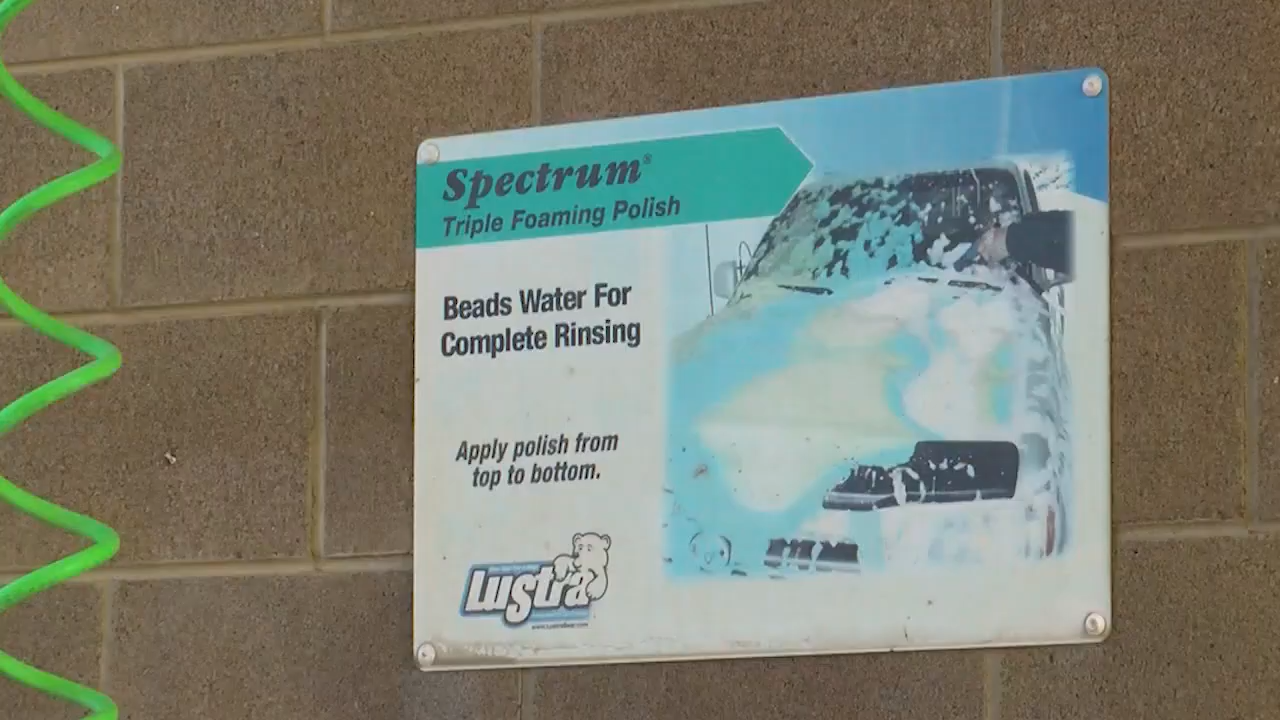 Spectrum®
Triple Foaming Polish
Beads Water For
Complete Rinsing
Apply polish from
top to bottom.
Lustra